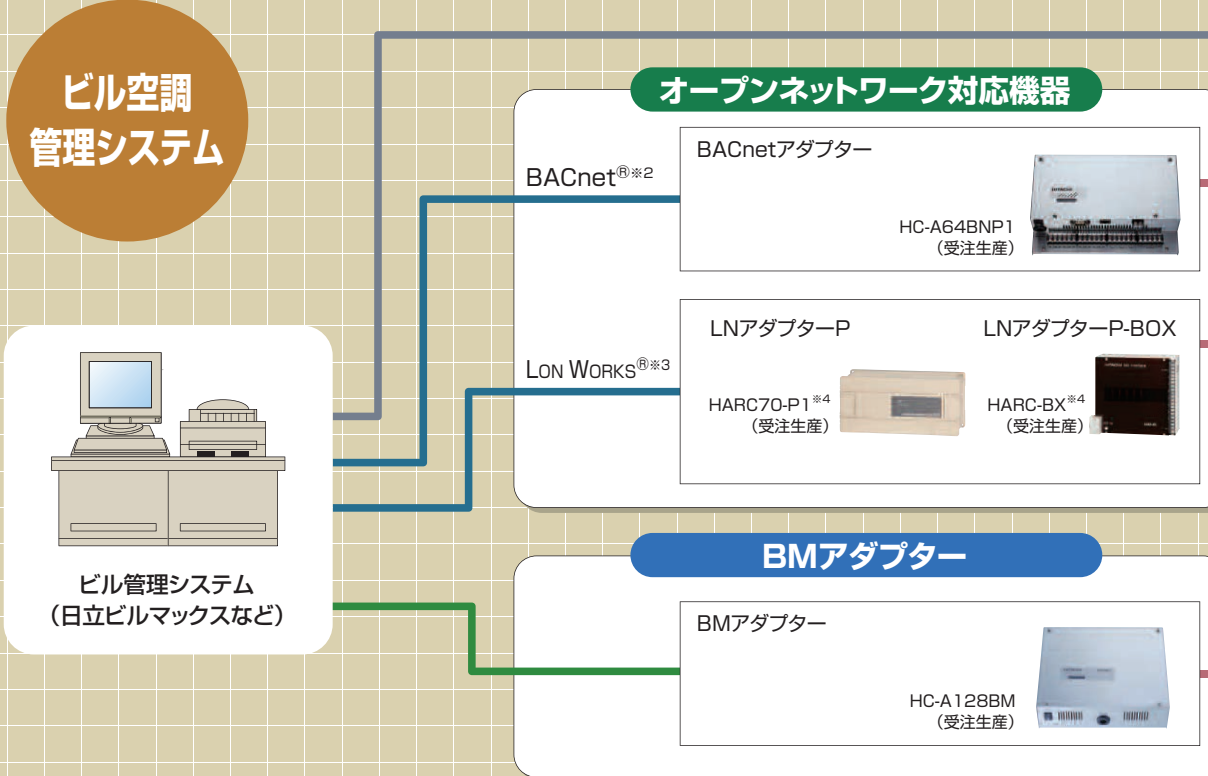 ビル空調
管理システム
オープンネットワーク対応機器
BACnet®※2
BACnetアダプター
HC-A64BNP1
（受注生産）
LON WORKS®※3
LNアダプターP
HARC70-P1※4
（受注生産）
LNアダプターP-BOX
HARC-BX※4
（受注生産）
ビル管理システム
（日立ビルマックスなど）
BMアダプター
BMアダプター
HC-A128BM
（受注生産）